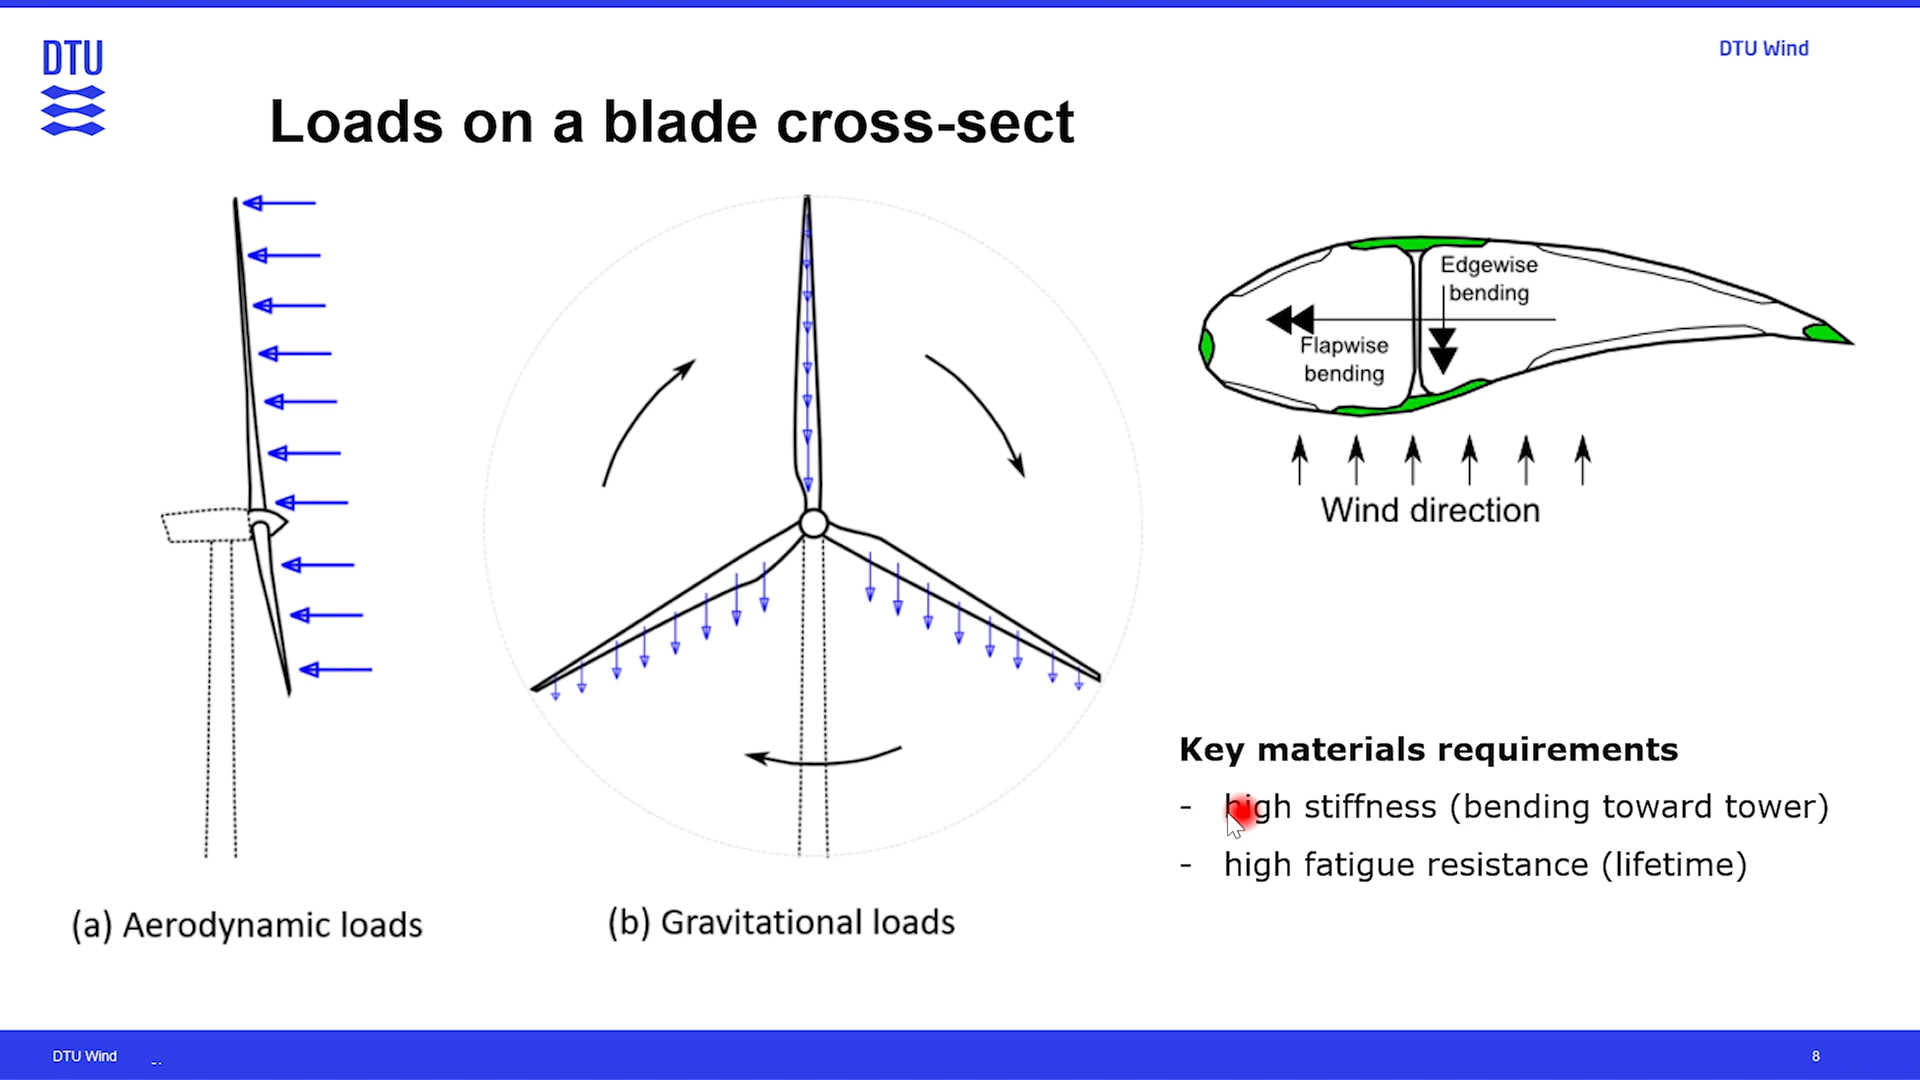 DTU
DTU Wind
Loads on a blade cross-sect
Edgewise
bending
Flapwise
bending
Wind direction
Key materials requirements
- high stiffness (bending toward tower)
- high fatigue resistance (lifetime)
(a) Aerodynamic loads
(b) Gravitational loads
DTU Wind
8